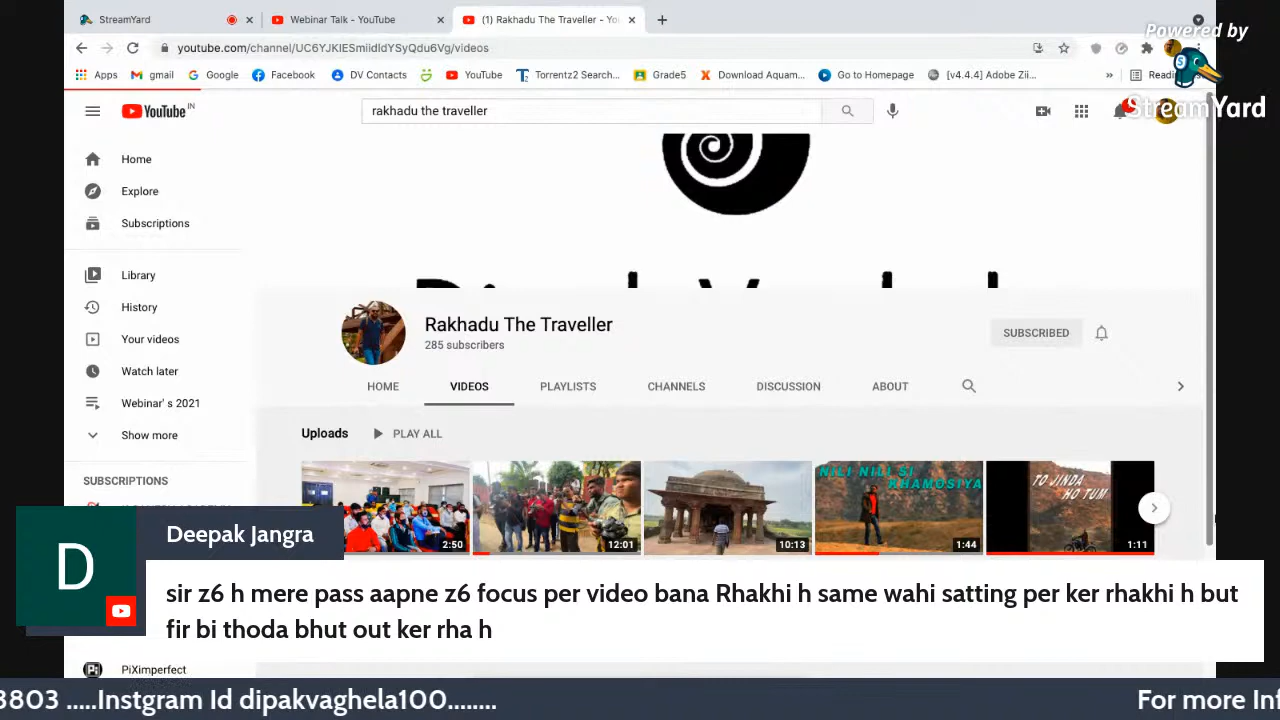 StreamYard
Webinar Talk - YouTube
(1) Rakhadu The Traveller - Yo
Powered by
youtube.com/channel/UC6YJKIESmiidIdYSyQdu6Vg/videos
Apps
gmail
Google
Facebook
DV Contacts
YouTube
Torrentz2 Search...
Grade5
Download Aquam...
Go to Homepage
[v4.4.4] Adobe Zii...
»
StreamYard
YouTube IN
rakhadu the traveller
Home
Explore
Subscriptions
Library
History
Your videos
Watch later
Webinar' s 2021
Show more
SUBSCRIPTIONS
Rakhadu The Traveller
285 subscribers
SUBSCRIBED
HOME
VIDEOS
PLAYLISTS
CHANNELS
DISCUSSION
ABOUT
Uploads
PLAY ALL
NILI NILI SI
KHAMOSIYA
TO JINDA
HO TUM
2:50
12:01
10:13
1:44
1:11
D
Deepak Jangra
sir z6 h mere pass aapne z6 focus per video bana Rhakhi h same wahi satting per ker rhakhi h but
fir bi thoda bhut out ker rha h
PiXimperfect
3803 .....Instgram Id dipakvaghela100........
For more Inf